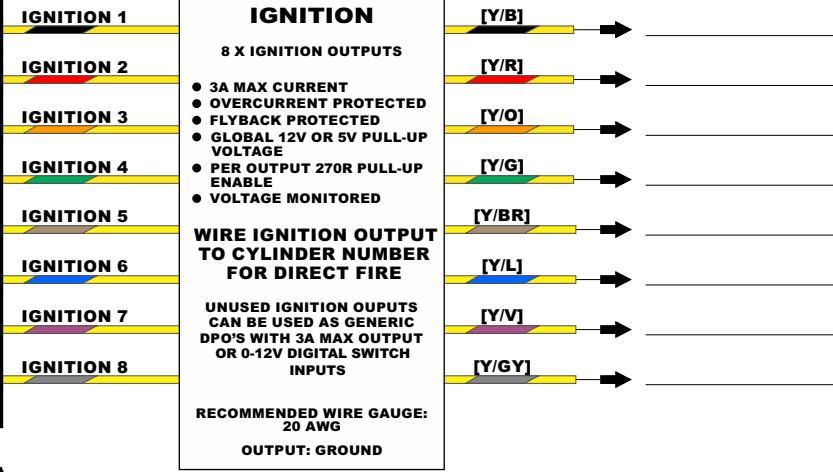 IGNITION 1
IGNITION 2
IGNITION 3
IGNITION 4
IGNITION 5
IGNITION 6
IGNITION 7
IGNITION 8
IGNITION
8 X IGNITION OUTPUTS
● 3A MAX CURRENT
● OVERCURRENT PROTECTED
● FLYBACK PROTECTED
● GLOBAL 12V OR 5V PULL-UP
VOLTAGE
● PER OUTPUT 270R PULL-UP
ENABLE
● VOLTAGE MONITORED
WIRE IGNITION OUTPUT
TO CYLINDER NUMBER
FOR DIRECT FIRE
UNUSED IGNITION OUPUTS
CAN BE USED AS GENERIC
DPO'S WITH 3A MAX OUTPUT
OR 0-12V DIGITAL SWITCH
INPUTS
RECOMMENDED WIRE GAUGE:
20 AWG
OUTPUT: GROUND
[Y/B]
[Y/R]
[Y/O]
[Y/G]
[Y/BR]
[Y/L]
[Y/V]
[Y/GY]